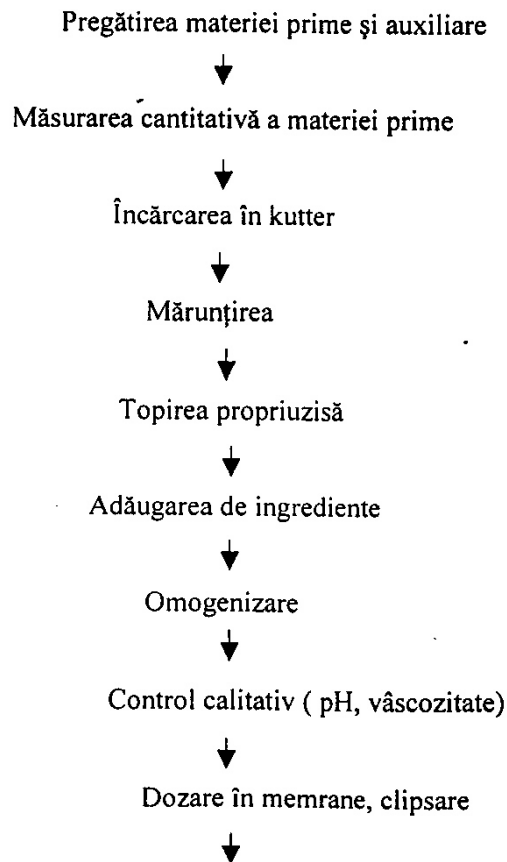 Pregătirea materiei prime şi auxiliare
Măsurarea cantitativă a materiei prime
Încărcarea în kutter
Mărunţirea
Topirea propriuzisă
Adăugarea de ingrediente
Omogenizare
Control calitativ ( pH, vâscozitate)
Dozare în memrane, clipsare